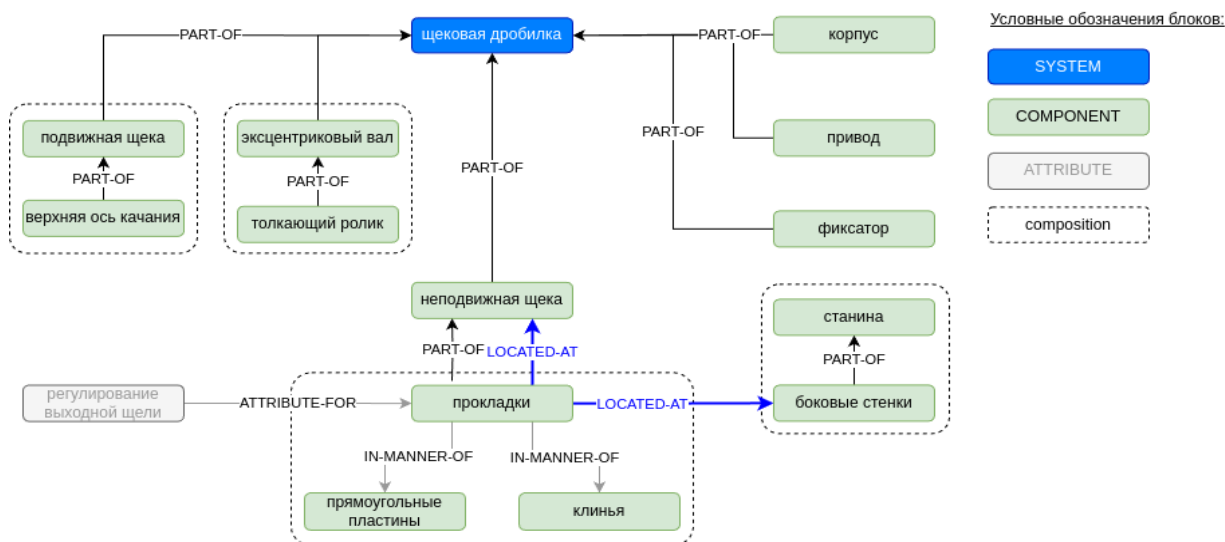 Условные обозначения блоков:
PART-OF
щековая дробилка
PART-OF
корпус
SYSTEM
COMPONENT
подвижная щека
эксцентриковый вал
PART-OF
привод
PART-OF
PART-OF
PART-OF
ATTRIBUTE
верхняя ось качания
толкающий ролик
фиксатор
composition
неподвижная щека
станина
PART-OF
LOCATED-AT
PART-OF
регулирование
выходной щели
ATTRIBUTE-FOR
прокладки
LOCATED-AT
боковые стенки
IN-MANNER-OF
IN-MANNER-OF
прямоугольные
пластины
клинья